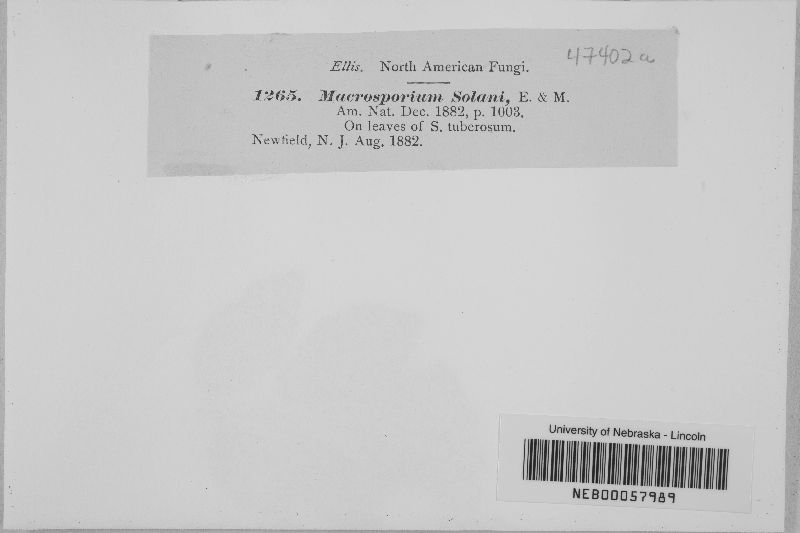 Ellis. North American Fungi.
47402a
1265. Macrosporium Solani, E. & M.
Am. Nat. Dec. 1882, p. 1003.
On leaves of S. tuberosum.
Newfield, N. J. Aug. 1882.
University of Nebraska - Lincoln
NEB00057989